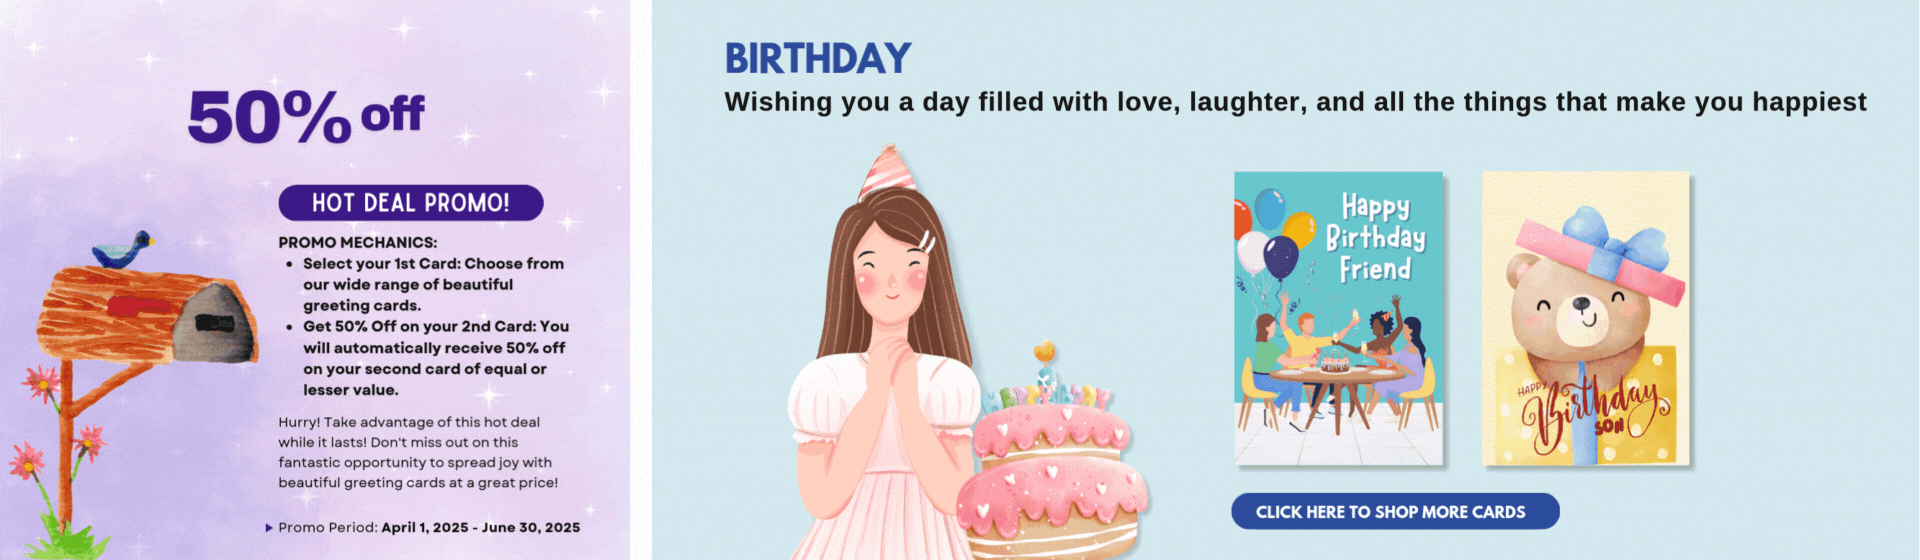 50% off
HOT DEAL PROMO!
PROMO MECHANICS:
• Select your 1st Card: Choose from
our wide range of beautiful
greeting cards.
• Get 50% Off on your 2nd Card: You
will automatically receive 50% off
on your second card of equal or
lesser value.
Hurry! Take advantage of this hot deal
while it lasts! Don't miss out on this
fantastic opportunity to spread joy with
beautiful greeting cards at a great price!
Promo Period: April 1, 2025 - June 30, 2025
BIRTHDAY
Wishing you a day filled with love, laughter, and all the things that make you happiest
Happy
Birthday
Friend
HAPPY
Birthday
SON
CLICK HERE TO SHOP MORE CARDS